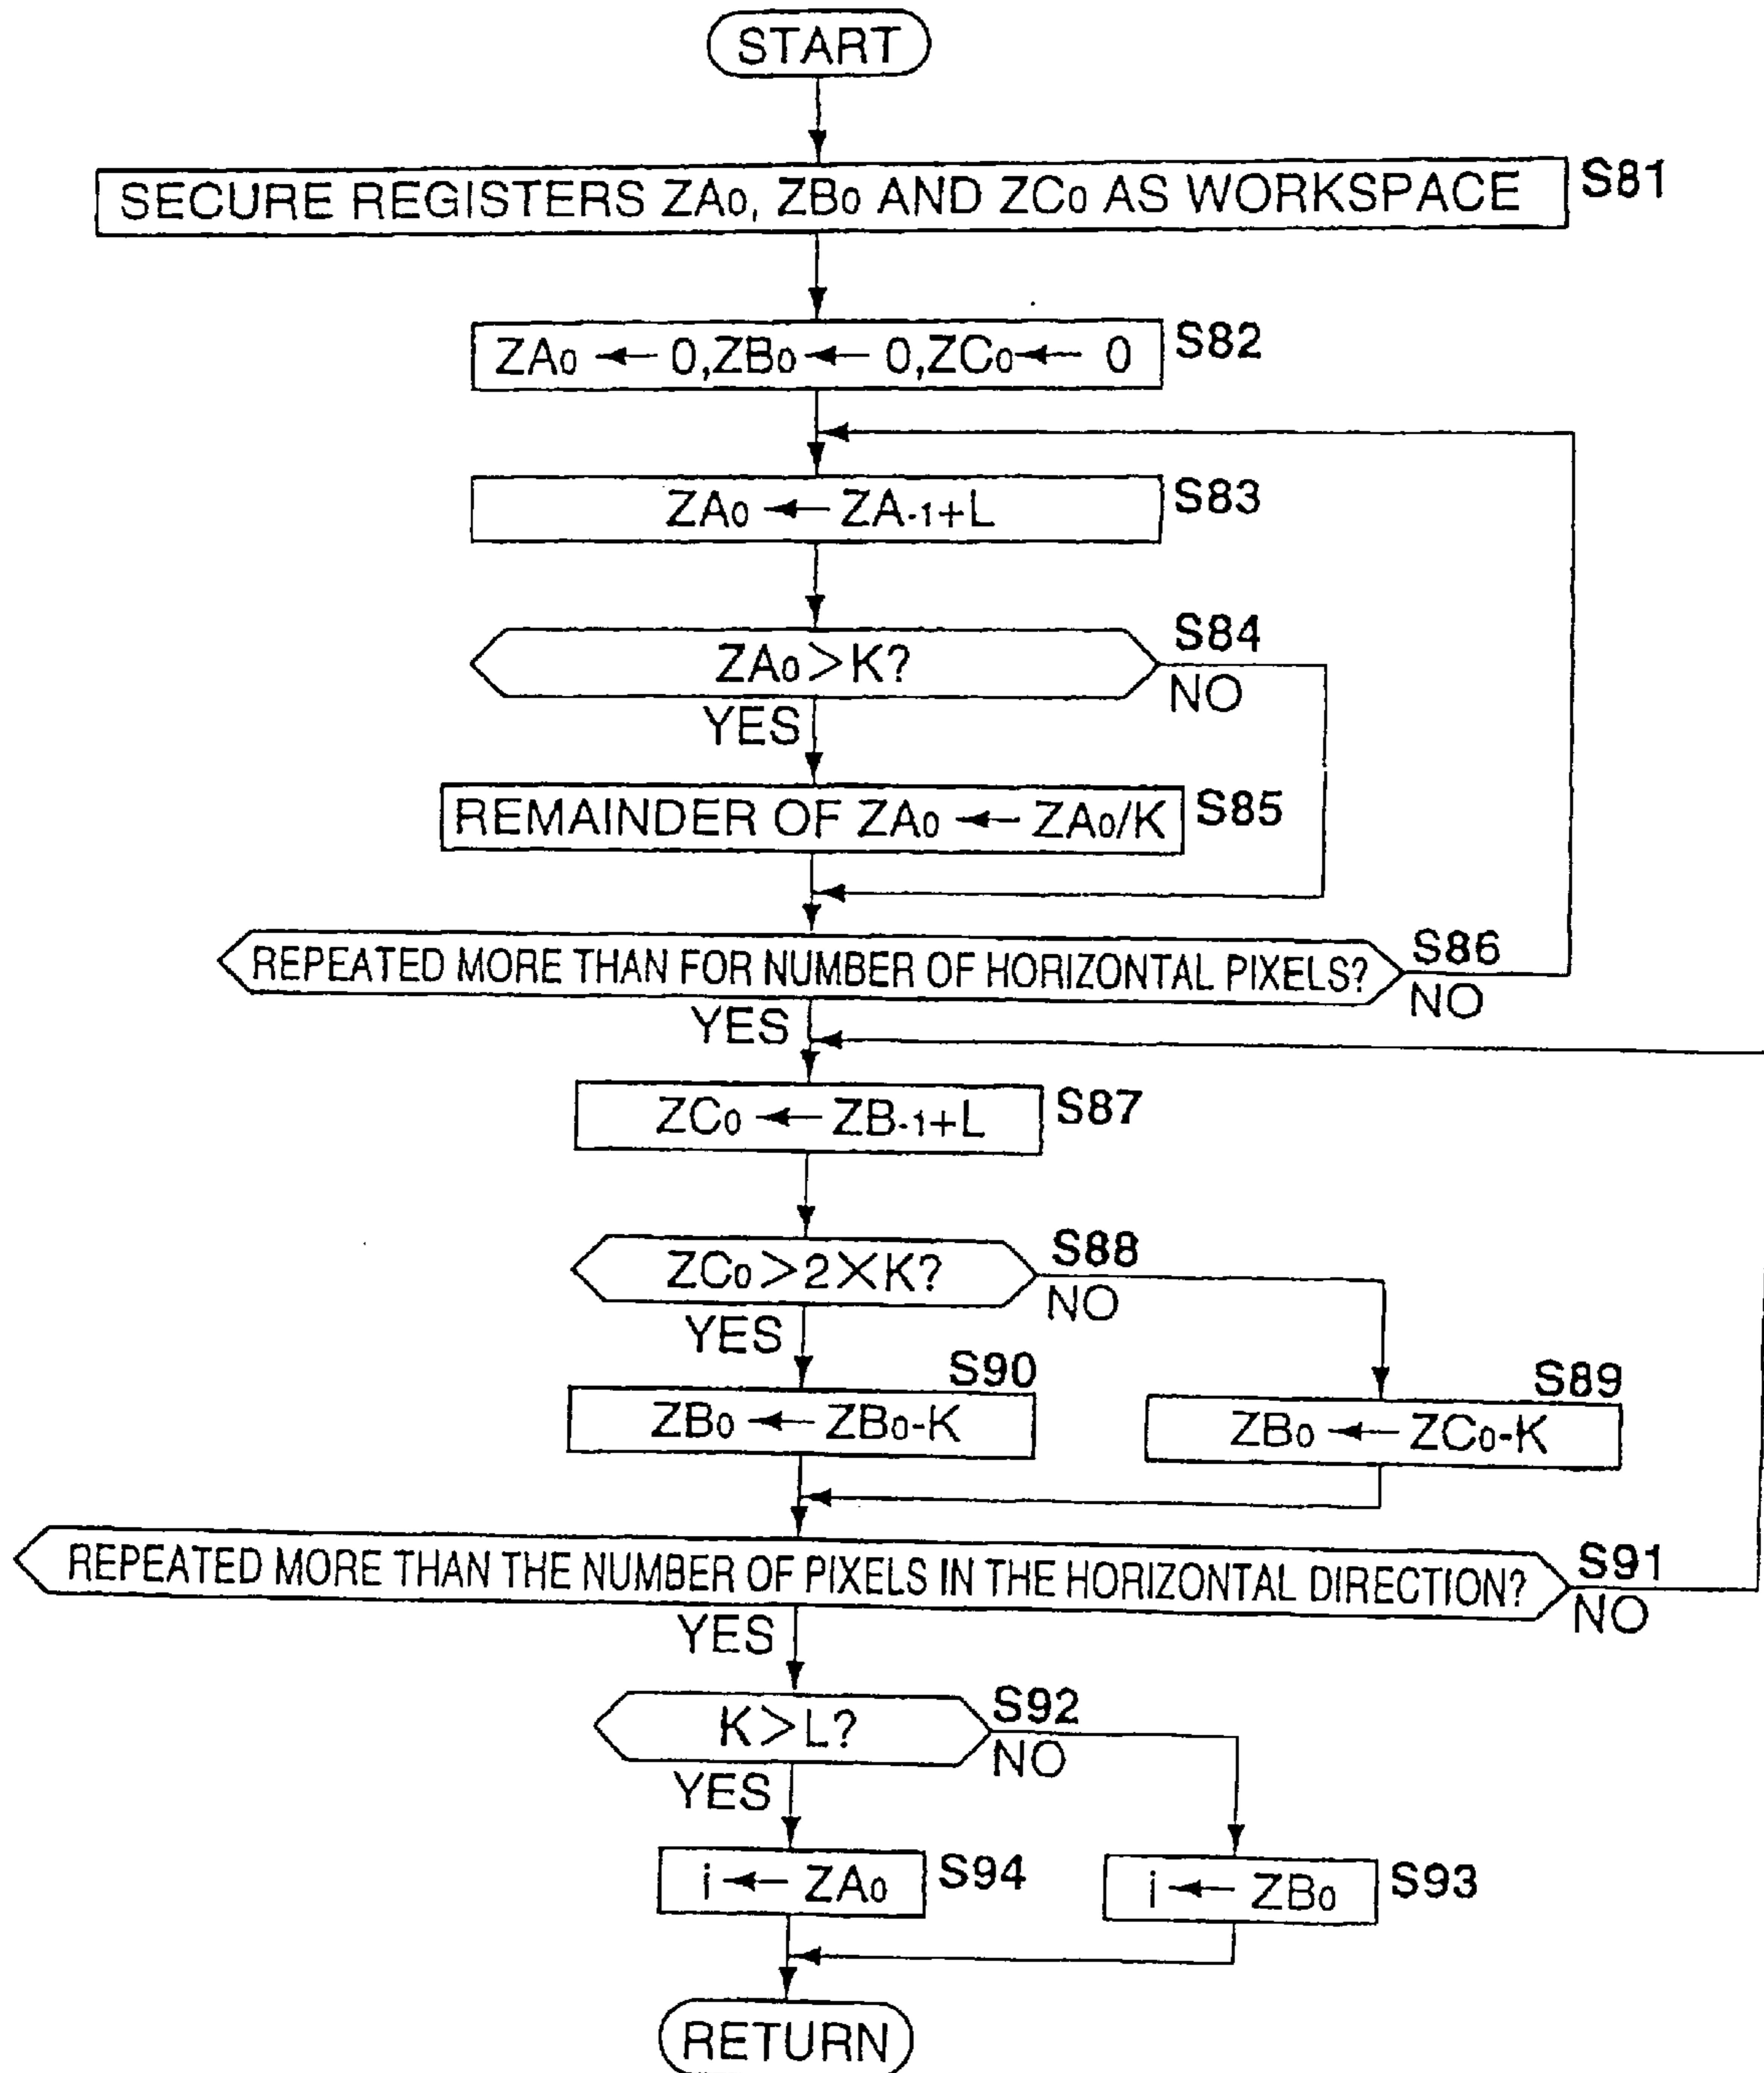 START
SECURE REGISTERS ZA0, ZB0 AND ZC0 AS WORKSPACE
S81
ZA0 ← 0,ZB0 ← 0,ZC0 ← 0
S82
ZA0 ← ZA-1+L
S83
ZA0>K?
S84
NO
YES
REMAINDER OF ZA0 ← ZA0/K
S85
REPEATED MORE THAN FOR NUMBER OF HORIZONTAL PIXELS?
S86
NO
YES
ZC0 ← ZB-1+L
S87
ZC0>2×K?
S88
NO
YES
S90
ZB0 ← ZB0-K
S89
ZB0 ← ZC0-K
REPEATED MORE THAN THE NUMBER OF PIXELS IN THE HORIZONTAL DIRECTION?
S91
NO
YES
K>L?
S92
NO
YES
i ← ZA0
S94
i ← ZB0
S93
RETURN